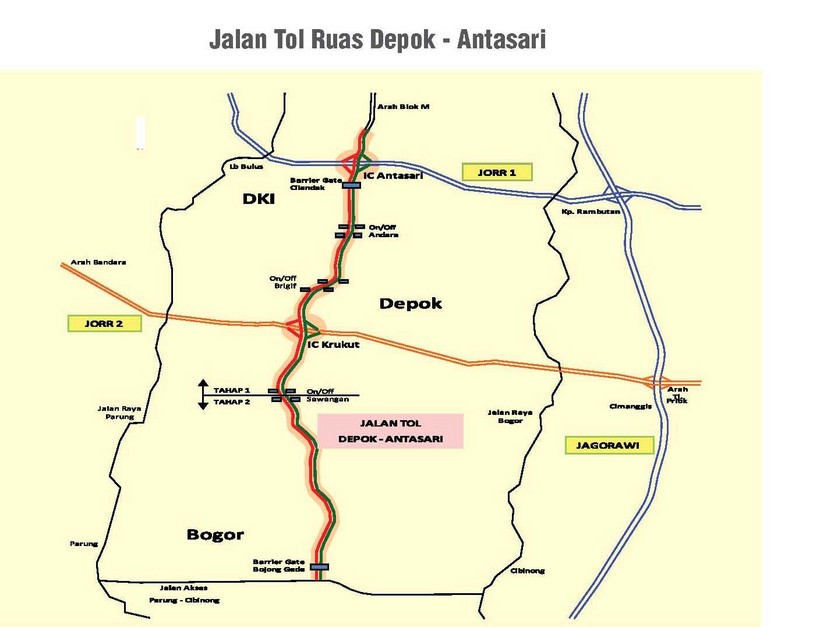 Jalan Tol Ruas Depok - Antasari
Arah Blok M
Lb Bulus
IC Antasari
JORR 1
Barrier Gate
Cilandak
DKI
Kp. Rambutan
On/Off
Andara
Arah Bandara
On/Off
Brigif
Depok
JORR 2
IC Krukut
TAHAP 1
TAHAP 2
On/Off
Sawangan
Arah
Tj.
Priok
Cimanggis
Jalan Raya
Parung
Jalan Raya
Bogor
JALAN TOL
DEPOK - ANTASARI
JAGORAWI
Bogor
Parung
Barrier Gate
Bojong Gede
Cibinong
Jalan Akses
Parung - Cibinong